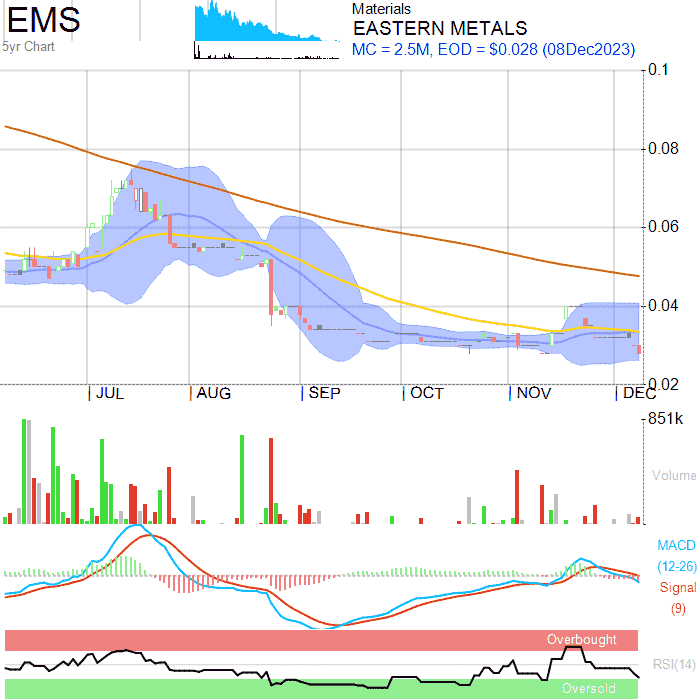 EMS
5yr Chart
Materials
EASTERN METALS
MC = 2.5M, EOD = $0.028 (08Dec2023)
0.1
0.08
0.06
0.04
0.02
JUL
AUG
SEP
OCT
NOV
DEC
851k
Volume
MACD
(12-26)
Signal
(9)
Overbought
RSI(14)
Oversold